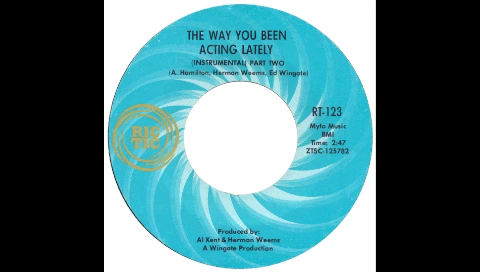 THE WAY YOU BEEN
ACTING LATELY
(INSTRUMENTAL) PART TWO
(A. Hamilton, Herman Weems, Ed Wingate)
RIC
TIC
RT-123
Myto Music
BMI
Time: 2:47
ZTSC-125782
Produced by:
Al Kent & Herman Weems
A Wingate Production